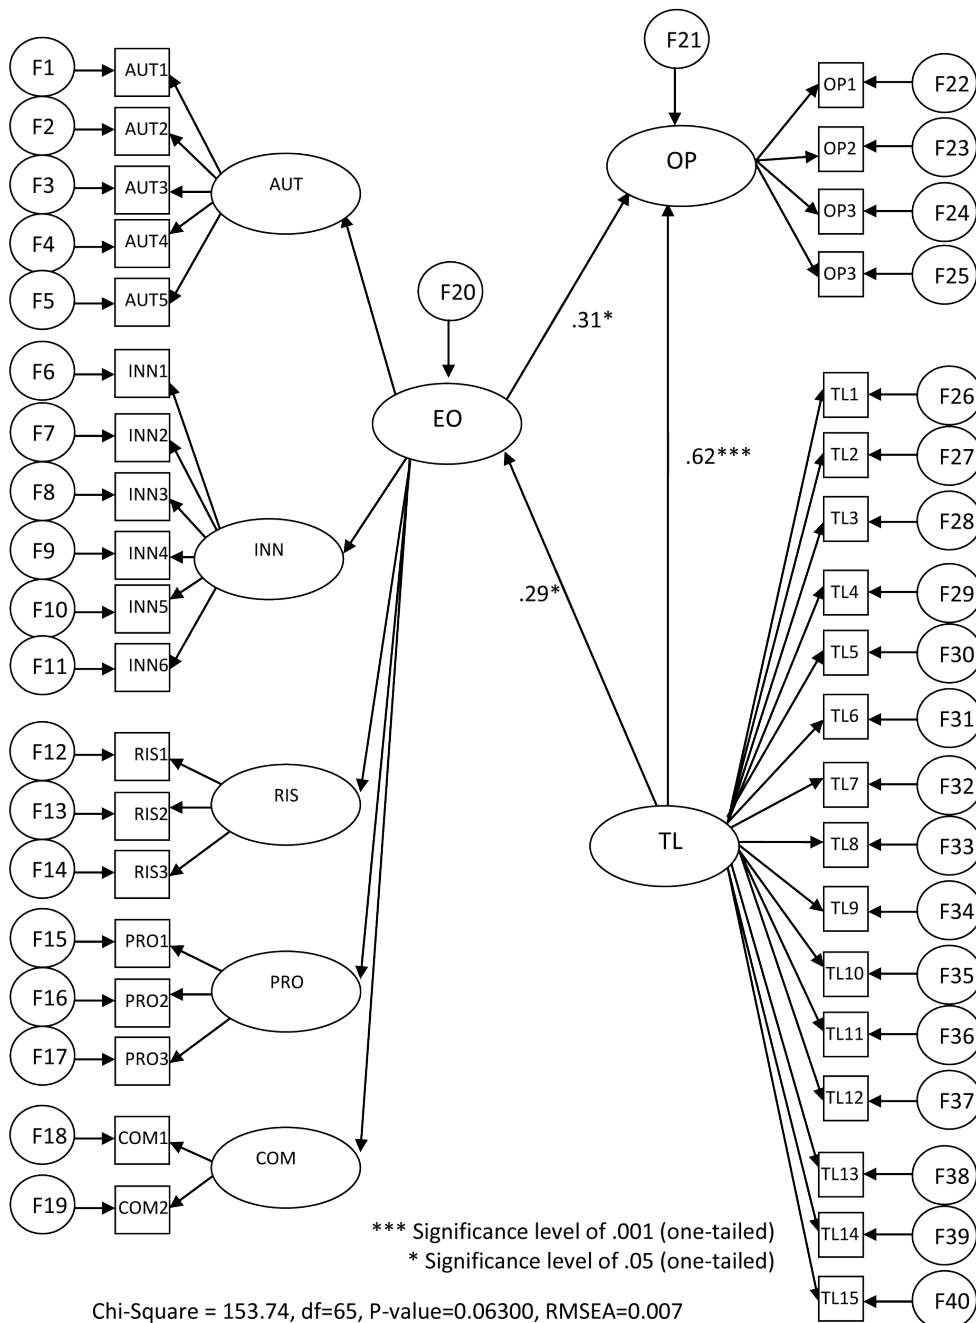 F21
F1 AUT1
F2 AUT2
F3 AUT3
F4 AUT4
F5 AUT5
AUT
OP
OP1 F22
OP2 F23
OP3 F24
OP3 F25
F20
.31*
EO
F6 INN1
F7 INN2
F8 INN3
F9 INN4
F10 INN5
F11 INN6
INN
.62***
.29*
TL1 F26
TL2 F27
TL3 F28
TL4 F29
TL5 F30
TL6 F31
TL7 F32
TL8 F33
TL9 F34
TL10 F35
TL11 F36
TL12 F37
TL13 F38
TL14 F39
TL15 F40
TL
F12 RIS1
F13 RIS2
F14 RIS3
RIS
F15 PRO1
F16 PRO2
F17 PRO3
PRO
F18 COM1
F19 COM2
COM
*** Significance level of .001 (one-tailed)
* Significance level of .05 (one-tailed)
Chi-Square = 153.74, df=65, P-value=0.06300, RMSEA=0.007